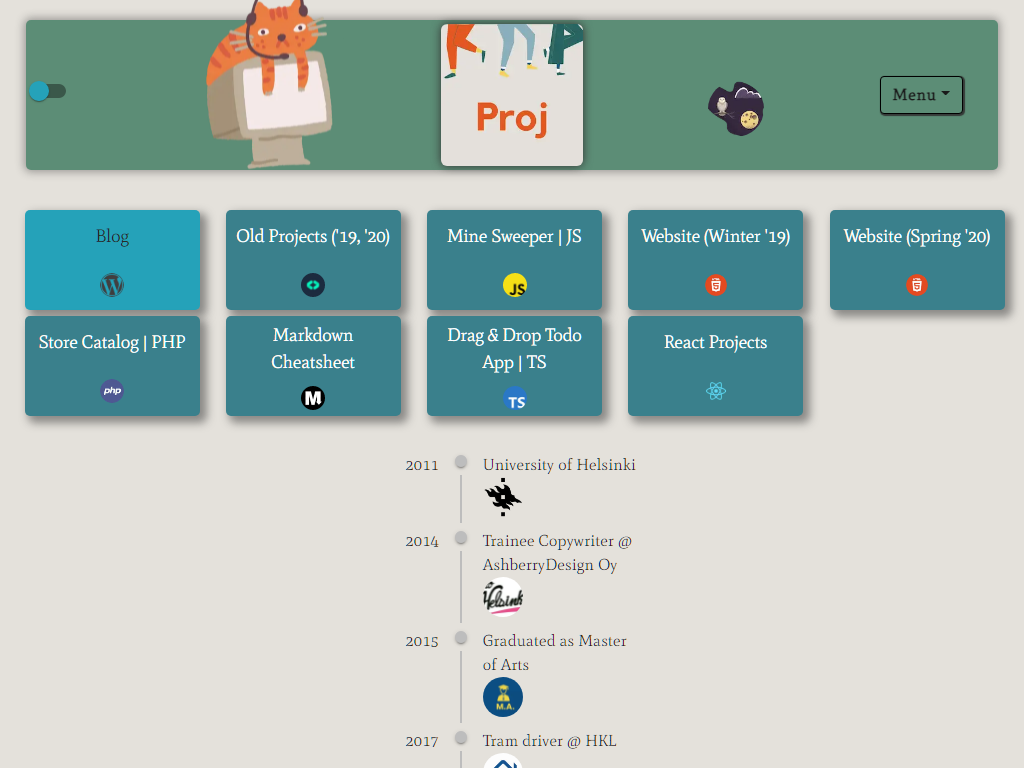 Proj
Menu
Blog
Old Projects ('19, '20)
Mine Sweeper | JS
Website (Winter '19)
Website (Spring '20)
JS
Store Catalog | PHP
Markdown
Cheatsheet
Drag & Drop Todo
App | TS
React Projects
php
M
TS
2011
University of Helsinki
2014
Trainee Copywriter @
AshberryDesign Oy
Helsink
2015
Graduated as Master
of Arts
M.A.
2017
Tram driver @ HKL